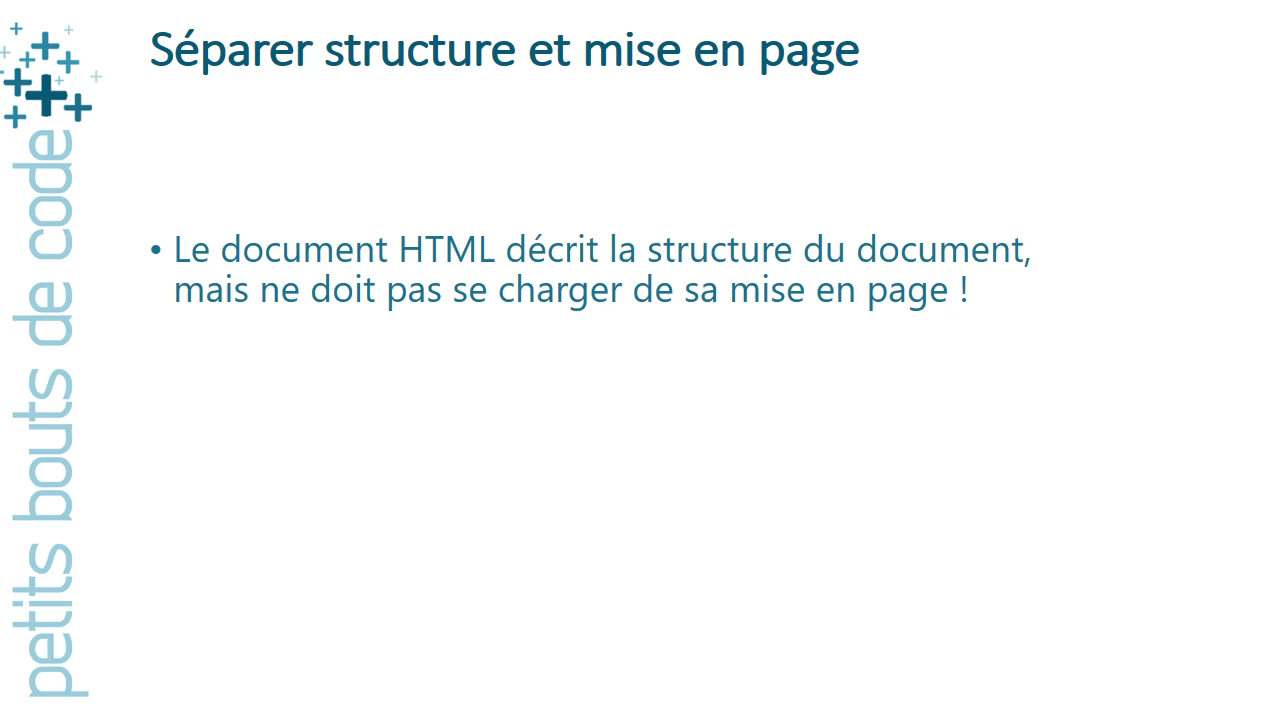 Séparer structure et mise en page
• Le document HTML décrit la structure du document,
mais ne doit pas se charger de sa mise en page !
petits bouts de code